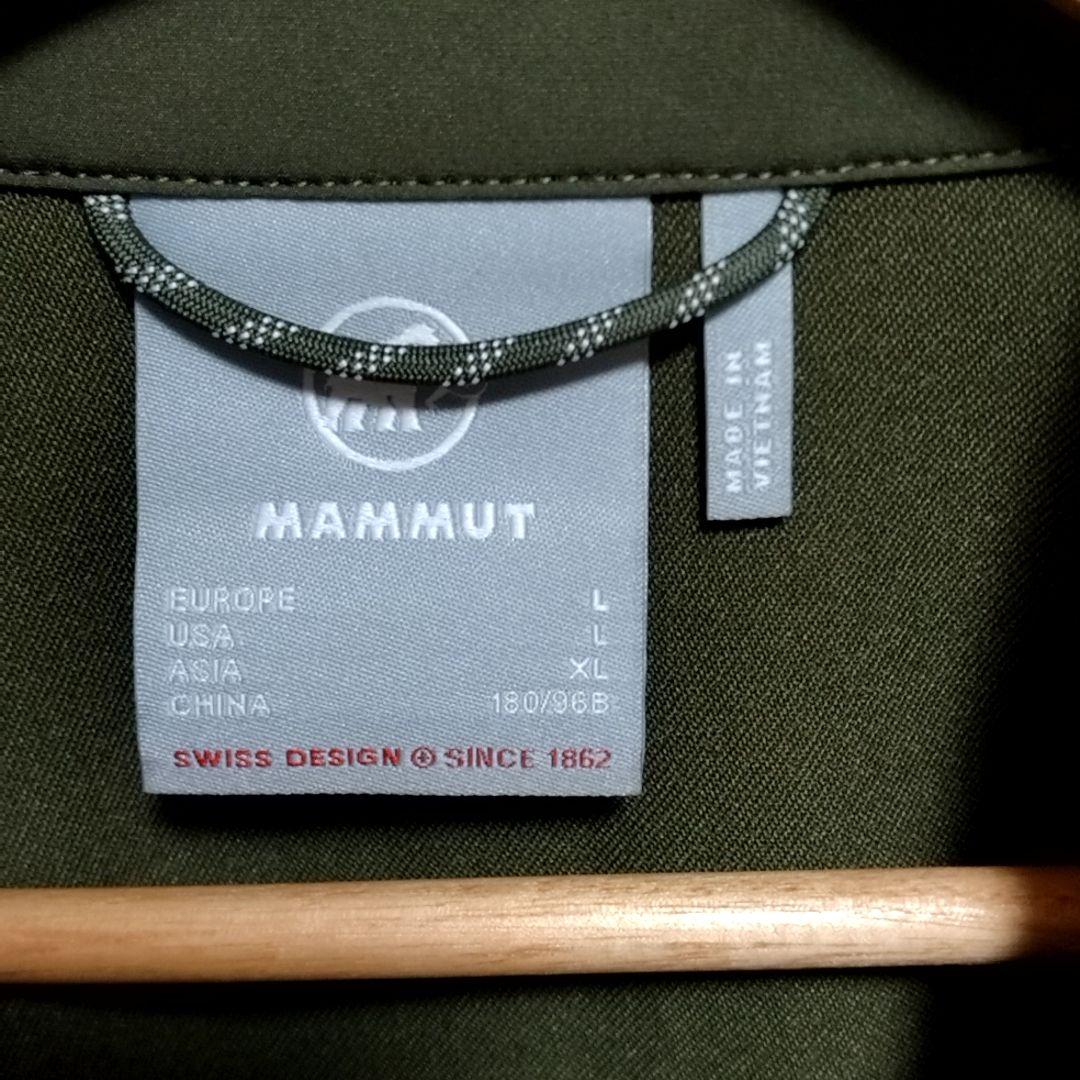 MAMMUT
EUROPE L
USA L
ASIA XL
CHINA 180/96B
SWISS DESIGN SINCE 1862
MADE IN
VIETNAM